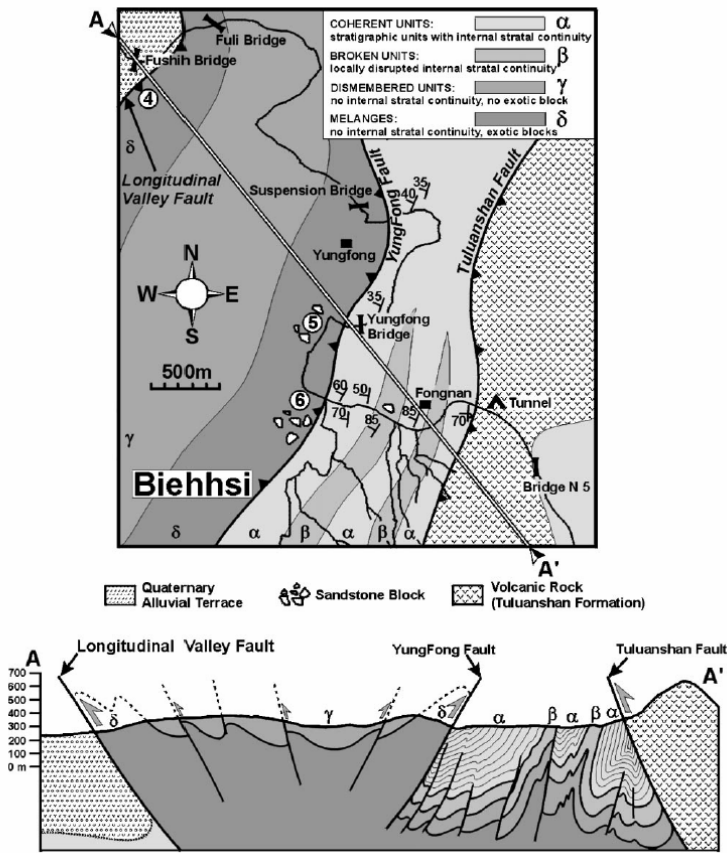 A
Fuli Bridge
Fushih Bridge
4
δ
Longitudinal
Valley Fault
COHERENT UNITS: α
stratigraphic units with internal stratal continuity
BROKEN UNITS: β
locally disrupted internal stratal continuity
DISMEMBERED UNITS: γ
no internal stratal continuity, no exotic block
MELANGES: δ
no internal stratal continuity, exotic blocks
YungFong Fault
Tuluanshan Fault
35
40
Suspension Bridge
Yungfong
N
W E
S
500m
35
5
Yungfong
Bridge
60
50
Fongnan
6
70
85
85
70
Tunnel
γ
Biehhsi
Bridge N 5
δ
α
β
α
β
α
A'
Quaternary
Alluvial Terrace
Sandstone Block
Volcanic Rock
(Tuluanshan Formation)
A
Longitudinal Valley Fault
YungFong Fault
Tuluanshan Fault
A'
700
600
500
400
300
200
100
0 m
δ
γ
δ
α
β
α
β
α